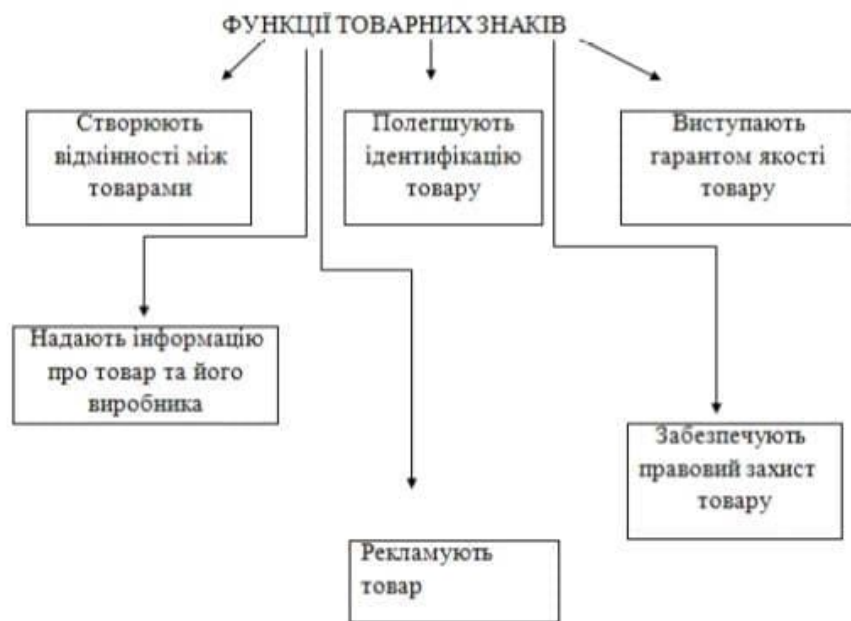 ФУНКЦІЇ ТОВАРНИХ ЗНАКІВ
Створюють
відмінності між
товарами
Полегшують
ідентифікацію
товару
Виступають
гарантом якості
товару
Надають інформацію
про товар та його
виробника
Забезпечують
правовий захист
товару
Рекламують
товар